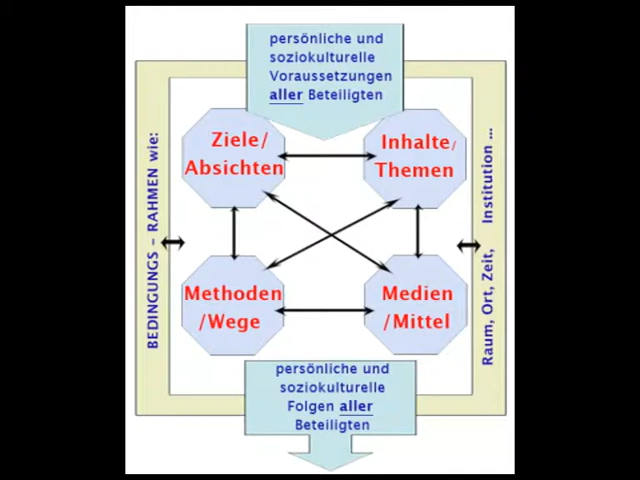 persönliche und
soziokulturelle
Voraussetzungen
aller Beteiligten
Ziele/
Absichten
Inhalte/
Themen
BEDINGUNGS – RAHMEN wie:
Raum, Ort, Zeit, Institution ...
Methoden
/Wege
Medien
/Mittel
persönliche und
soziokulturelle
Folgen aller
Beteiligten